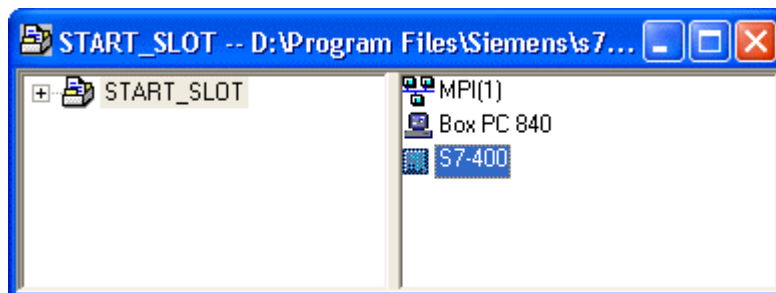 START_SLOT -- D:\Program Files\Siemens\s7...
START_SLOT
MPI(1)
Box PC 840
S7-400